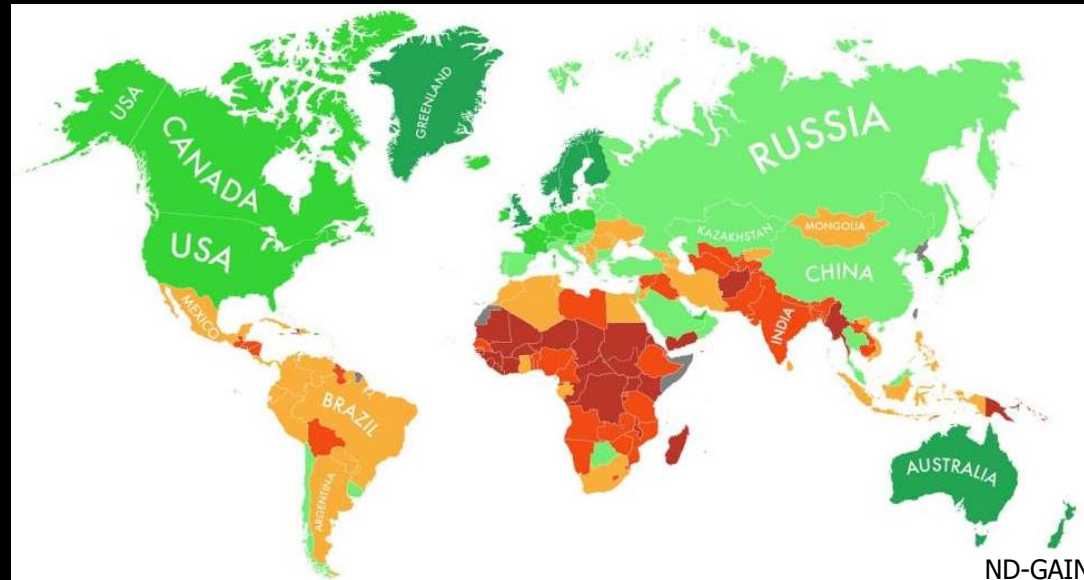 USA
CANADA
USA
MEXICO
BRAZIL
ARGENTINA
GREENLAND
RUSSIA
KAZAKHSTAN
MONGOLIA
CHINA
INDIA
AUSTRALIA
ND-GAIN